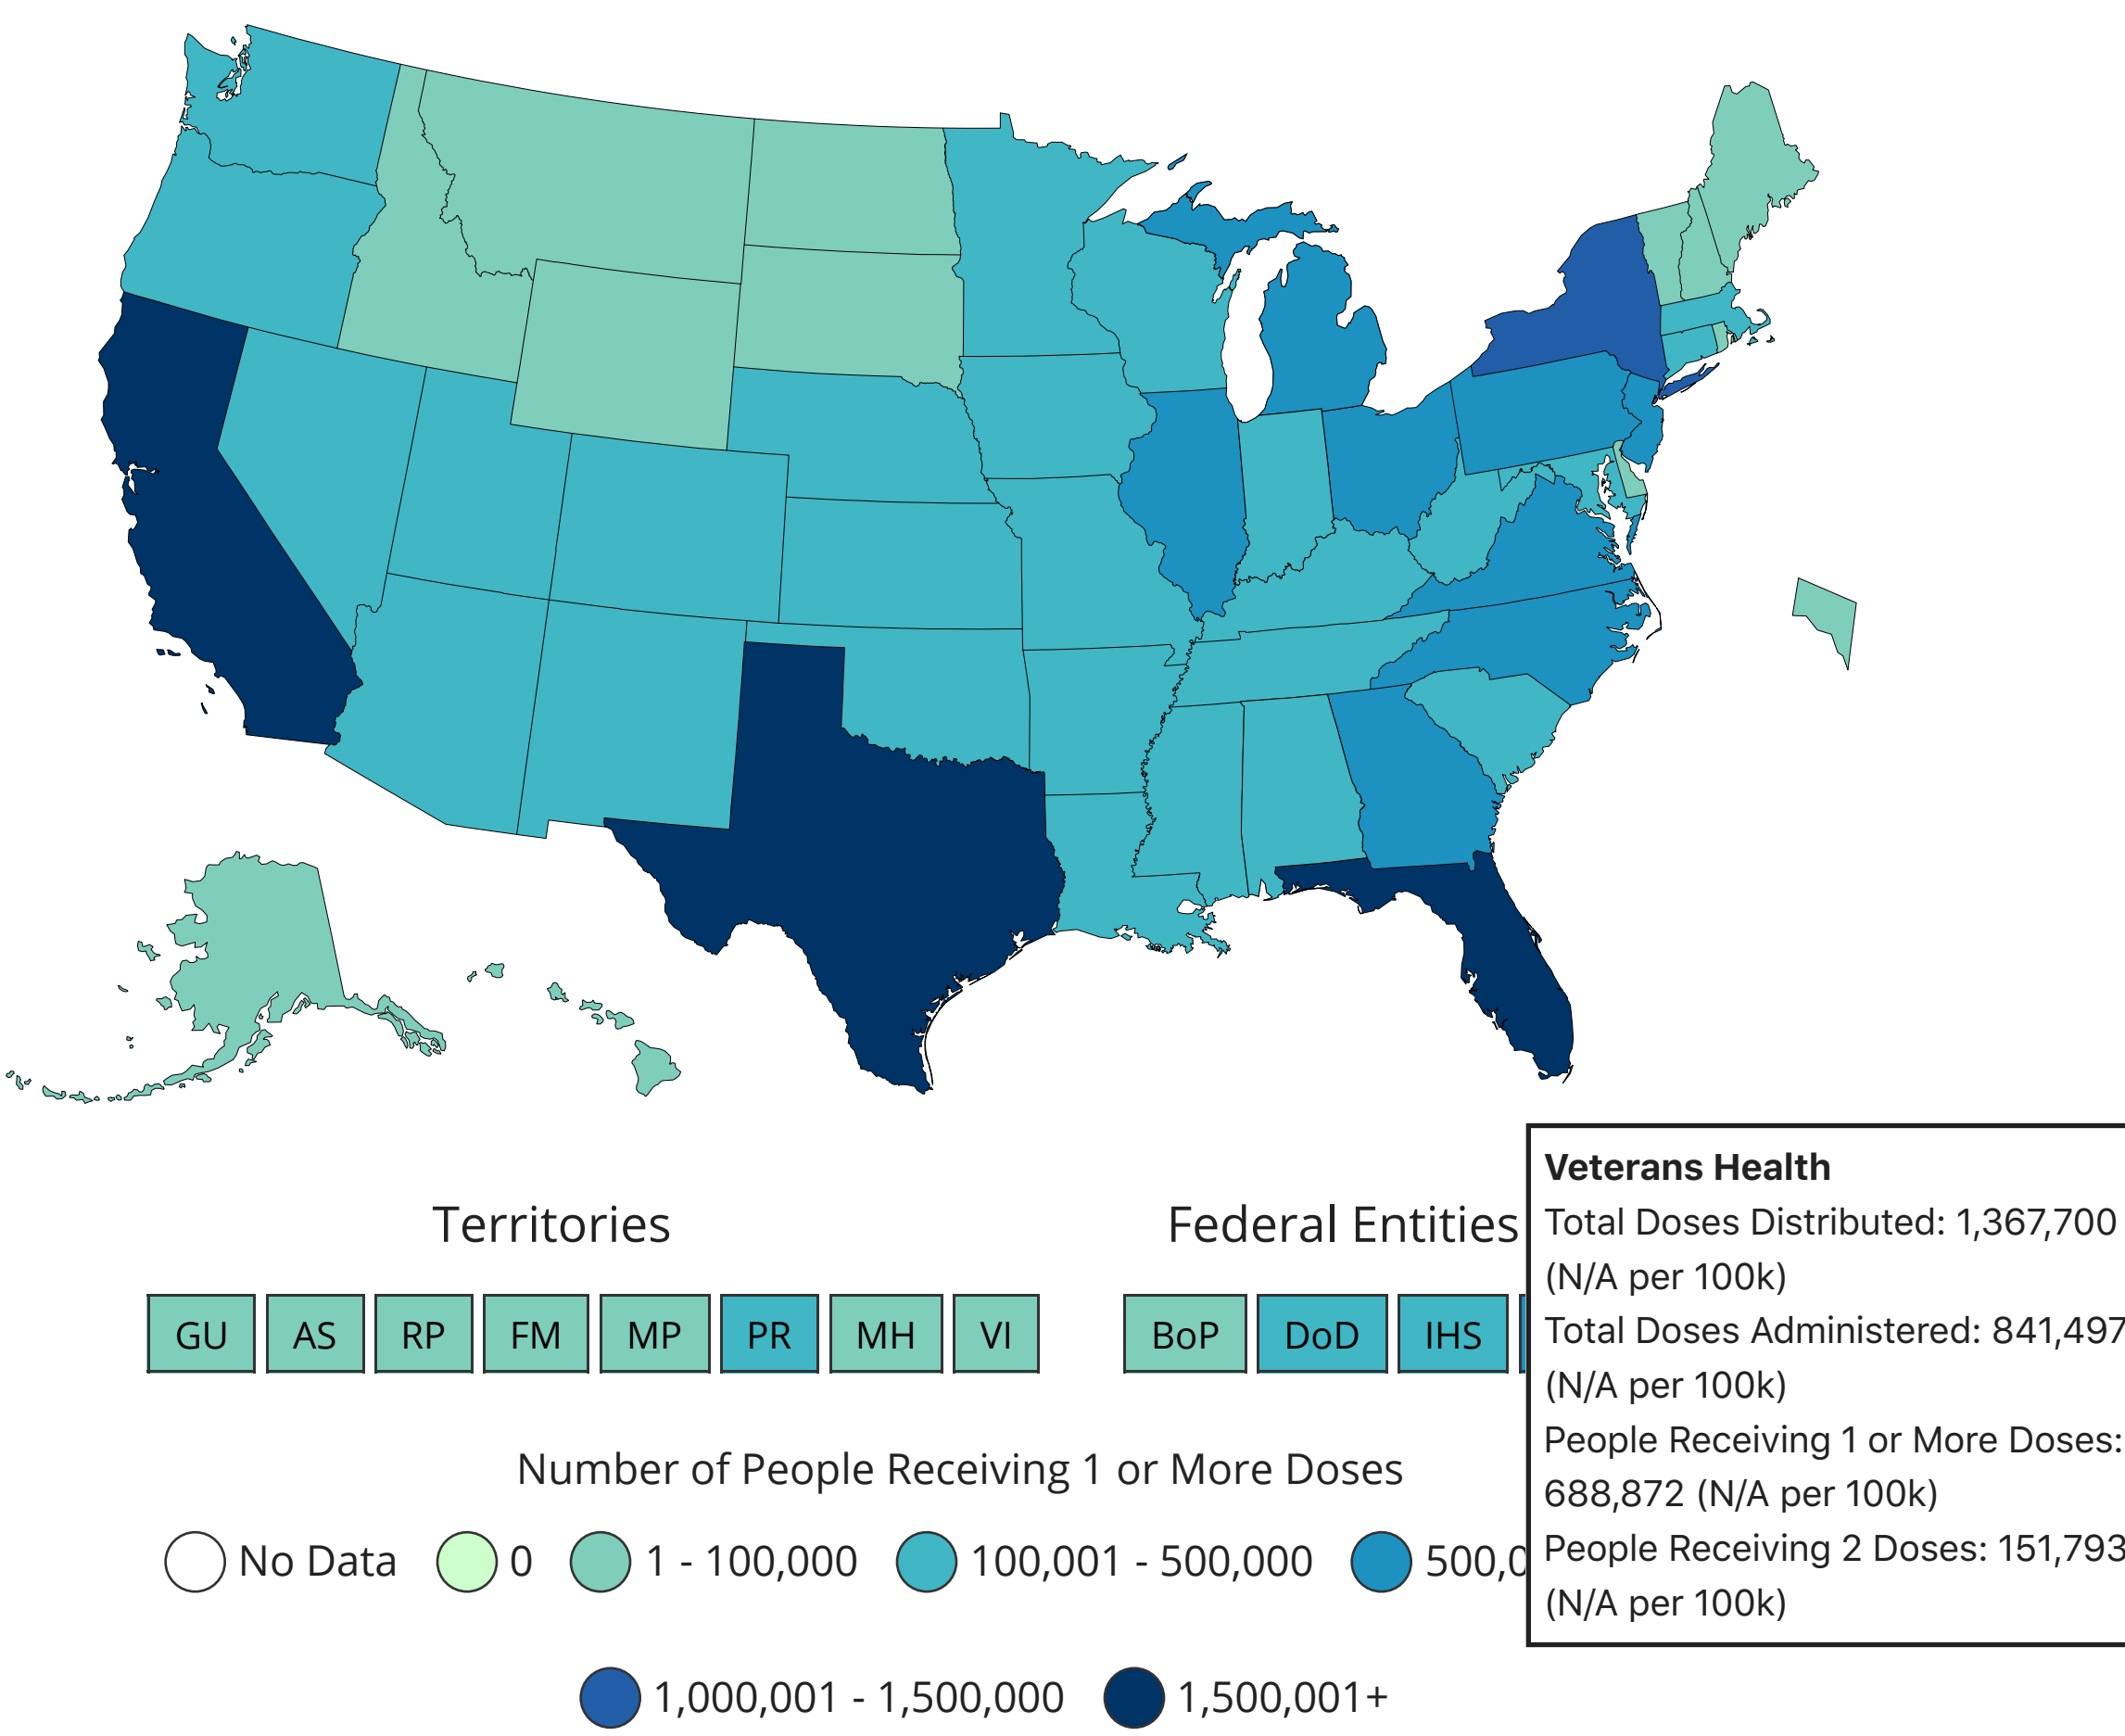 Territories
Federal Entities
GU AS RP FM MP PR MH VI
BoP DoD IHS
Veterans Health
Total Doses Distributed: 1,367,700
(N/A per 100k)
Total Doses Administered: 841,497
(N/A per 100k)
People Receiving 1 or More Doses:
688,872 (N/A per 100k)
People Receiving 2 Doses: 151,793
(N/A per 100k)
Number of People Receiving 1 or More Doses
No Data 0 1 - 100,000 100,001 - 500,000
1,000,001 - 1,500,000 1,500,001+